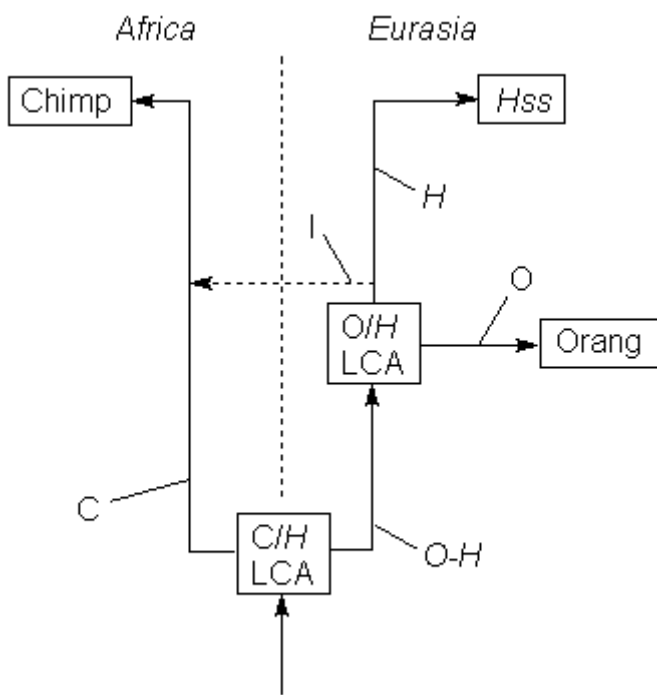 Africa
Eurasia
Chimp
Hss
H
I
O
O/H
LCA
Orang
C
C/H
LCA
O-H